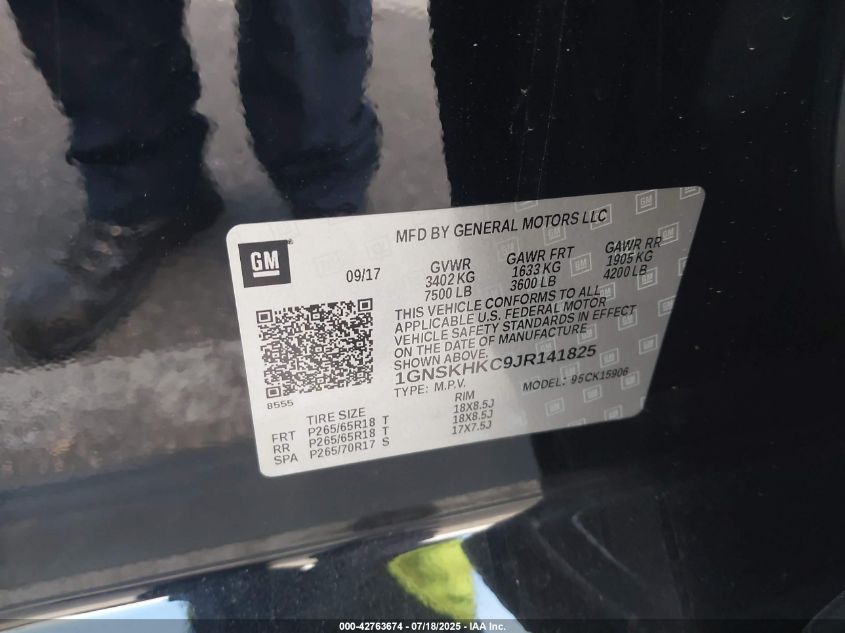 MFD BY GENERAL MOTORS LLC
GM
09/17
GVWR GAWR FRT GAWR RR
3402 KG 1633 KG 1905 KG
7500 LB 3600 LB 4200 LB
THIS VEHICLE CONFORMS TO ALL
APPLICABLE U.S. FEDERAL MOTOR
VEHICLE SAFETY STANDARDS IN EFFECT
ON THE DATE OF MANUFACTURE
SHOWN ABOVE.
1GNSKHKC9JR141825
TYPE: M.P.V. MODEL: 95CK15906
8555
TIRE SIZE RIM
FRT P265/65R18 T 18X8.5J
RR P265/65R18 T 18X8.5J
SPA P265/70R17 S 17X7.5J
000-42763674 / 07/18/2025 - IAA Inc.